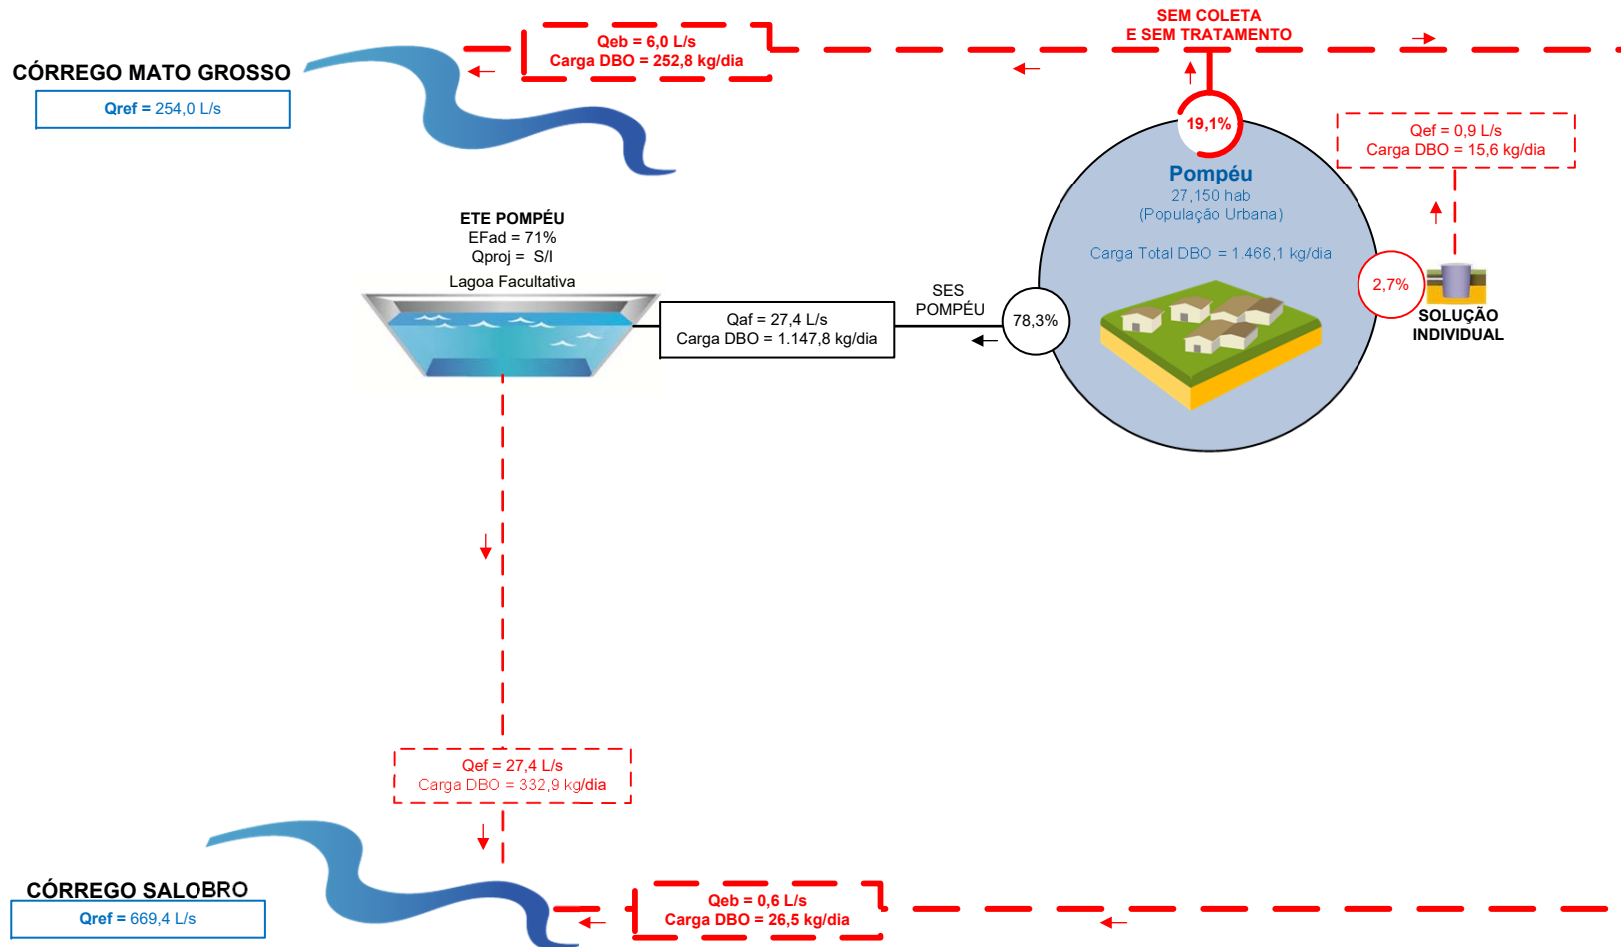 SEM COLETA
E SEM TRATAMENTO
Qeb = 6,0 L/s
Carga DBO = 252,8 kg/dia
CÓRREGO MATO GROSSO
Qref = 254,0 L/s
19,1%
Qef = 0,9 L/s
Carga DBO = 15,6 kg/dia
Pompéu
27,150 hab
(População Urbana)
Carga Total DBO = 1.466,1 kg/dia
ETE POMPÉU
EFad = 71%
Qproj = S/I
Lagoa Facultativa
SES
POMPÉU
Qaf = 27,4 L/s
Carga DBO = 1.147,8 kg/dia
78,3%
2,7%
SOLUÇÃO
INDIVIDUAL
Qef = 27,4 L/s
Carga DBO = 332,9 kg/dia
CÓRREGO SALOBRO
Qref = 669,4 L/s
Qeb = 0,6 L/s
Carga DBO = 26,5 kg/dia